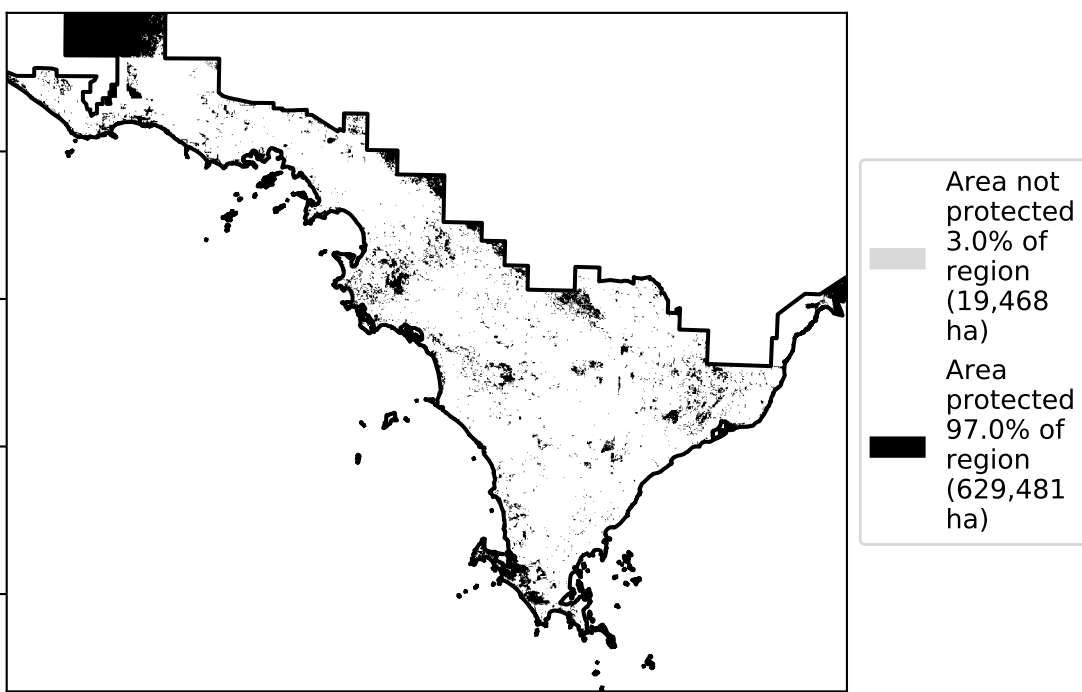 Area not
protected
3.0% of
region
(19,468
ha)
Area
protected
97.0% of
region
(629,481
ha)